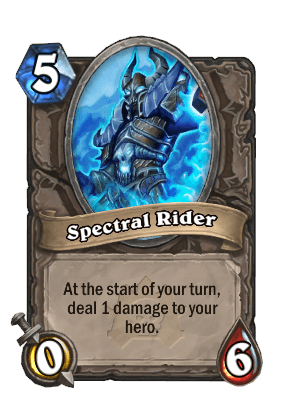 5
Spectral Rider
At the start of your turn,
deal 1 damage to your
hero.
0
6